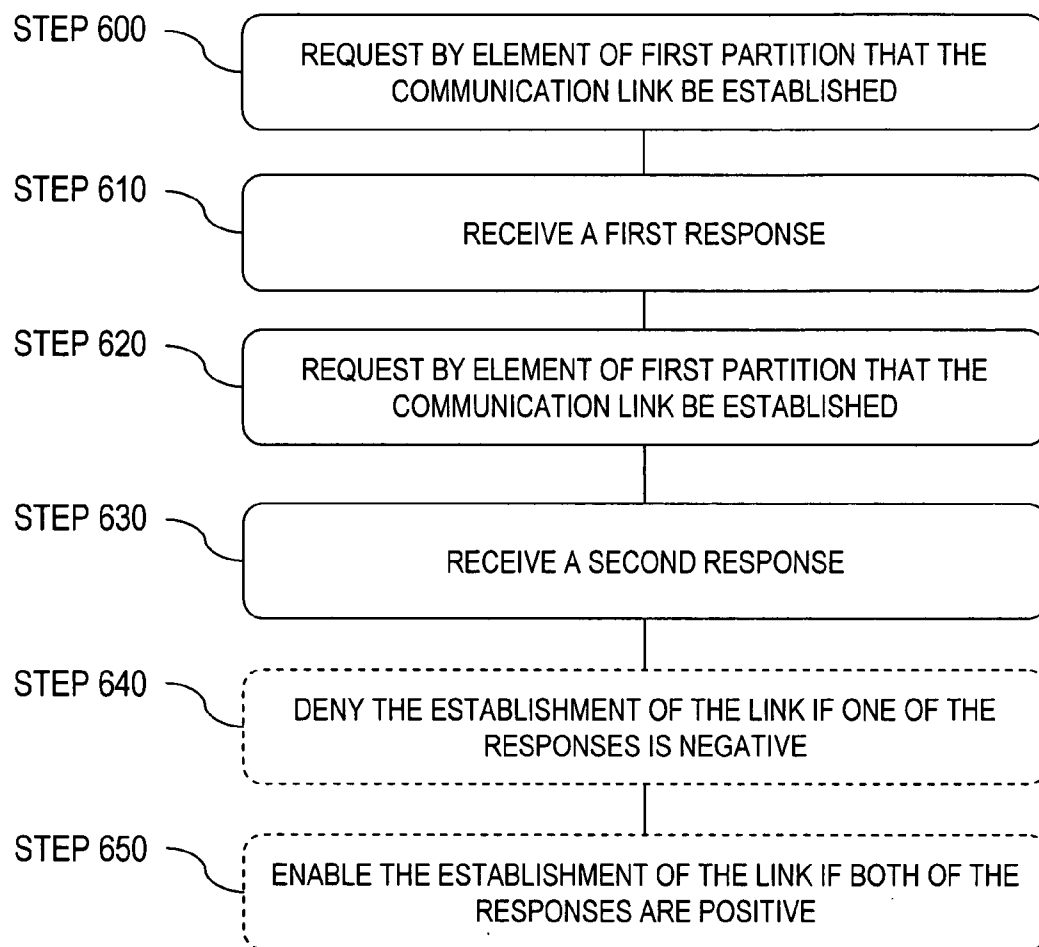 STEP 600
REQUEST BY ELEMENT OF FIRST PARTITION THAT THE
COMMUNICATION LINK BE ESTABLISHED
STEP 610
RECEIVE A FIRST RESPONSE
STEP 620
REQUEST BY ELEMENT OF FIRST PARTITION THAT THE
COMMUNICATION LINK BE ESTABLISHED
STEP 630
RECEIVE A SECOND RESPONSE
STEP 640
DENY THE ESTABLISHMENT OF THE LINK IF ONE OF THE
RESPONSES IS NEGATIVE
STEP 650
ENABLE THE ESTABLISHMENT OF THE LINK IF BOTH OF THE
RESPONSES ARE POSITIVE